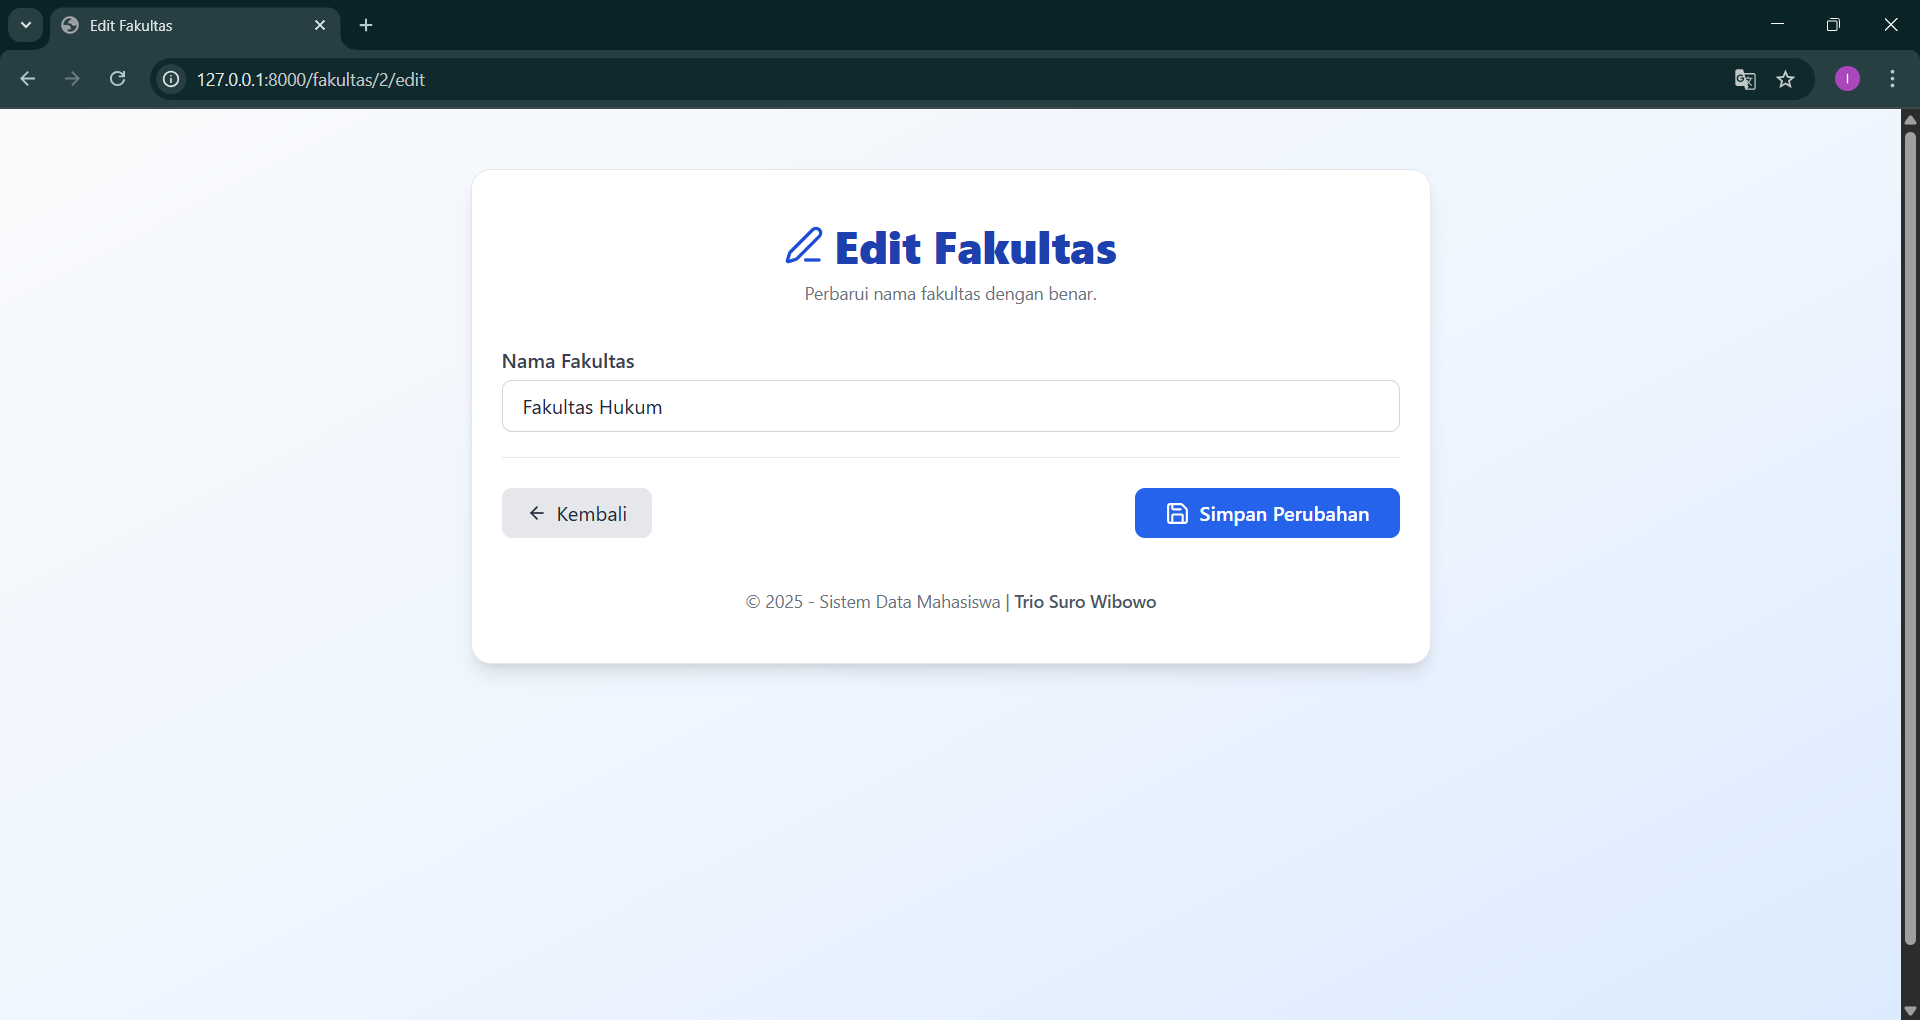 Edit Fakultas
127.0.0.1:8000/fakultas/2/edit
I
Edit Fakultas
Perbarui nama fakultas dengan benar.
Nama Fakultas
Fakultas Hukum
Kembali
Simpan Perubahan
© 2025 - Sistem Data Mahasiswa | Trio Suro Wibowo